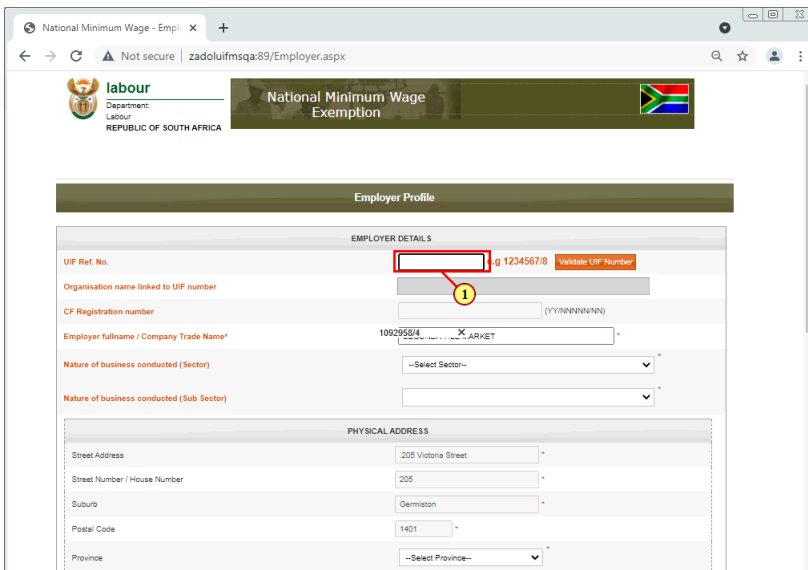 National Minimum Wage - Empl
Not secure | zadoluifmsqa:89/Employer.aspx
labour
Department:
Labour
REPUBLIC OF SOUTH AFRICA
National Minimum Wage
Exemption
Employer Profile
EMPLOYER DETAILS
UIF Ref. No. e.g 1234567/8 Validate UIF Number
Organisation name linked to UIF number
1
CF Registration number (YY/NNNNN/NN)
1092958/4
Employer fullname / Company Trade Name* MARKET *
Nature of business conducted (Sector) --Select Sector-- *
Nature of business conducted (Sub Sector) *
PHYSICAL ADDRESS
Street Address .205 Victoria Street *
Street Number / House Number 205 *
Suburb Germiston *
Postal Code 1401 *
Province --Select Province-- *